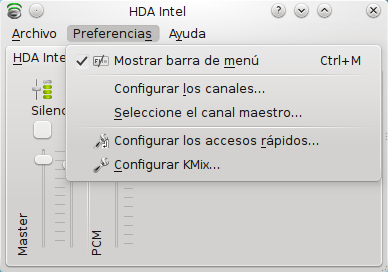 HDA Intel
Archivo Preferencias Ayuda
Mostrar barra de menú Ctrl+M
HDA Inte
Configurar los canales...
Seleccione el canal maestro...
Silenc
Configurar los accesos rápidos...
Configurar KMix...
Master
PCM